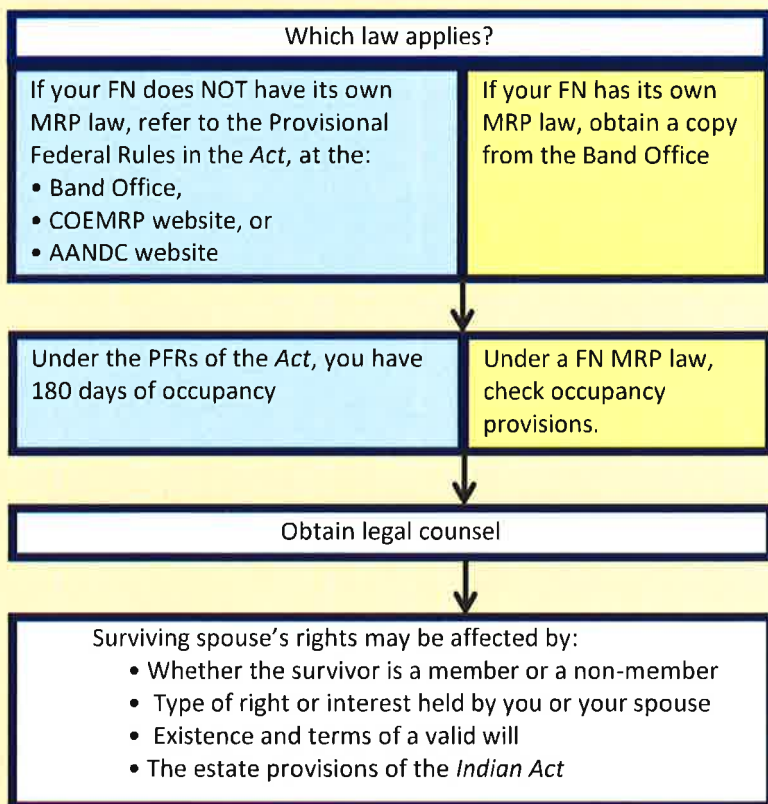 Which law applies?
If your FN does NOT have its own
MRP law, refer to the Provisional
Federal Rules in the Act, at the:
• Band Office,
• COEMRP website, or
• AANDC website
If your FN has its own
MRP law, obtain a copy
from the Band Office
Under the PFRs of the Act, you have
180 days of occupancy
Under a FN MRP law,
check occupancy
provisions.
Obtain legal counsel
Surviving spouse's rights may be affected by:
• Whether the survivor is a member or a non-member
• Type of right or interest held by you or your spouse
• Existence and terms of a valid will
• The estate provisions of the Indian Act